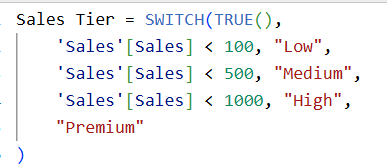 Sales Tier = SWITCH(TRUE(),
'Sales'[Sales] < 100, "Low",
'Sales'[Sales] < 500, "Medium",
'Sales'[Sales] < 1000, "High",
"Premium"
)